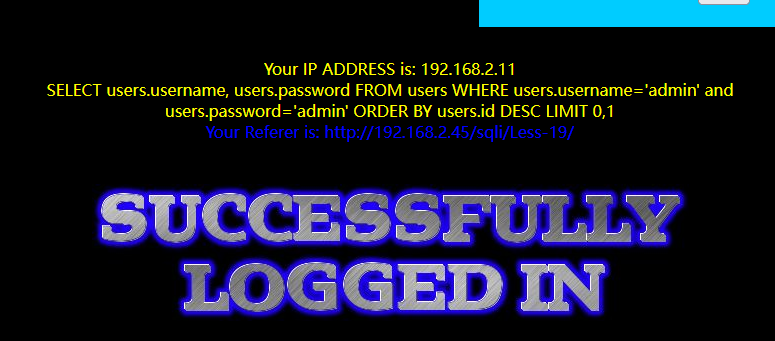 Your IP ADDRESS is: 192.168.2.11
SELECT users.username, users.password FROM users WHERE users.username='admin' and
users.password='admin' ORDER BY users.id DESC LIMIT 0,1
Your Referer is: http://192.168.2.45/sqli/Less-19/
SUCCESSFULLY
LOGGED IN